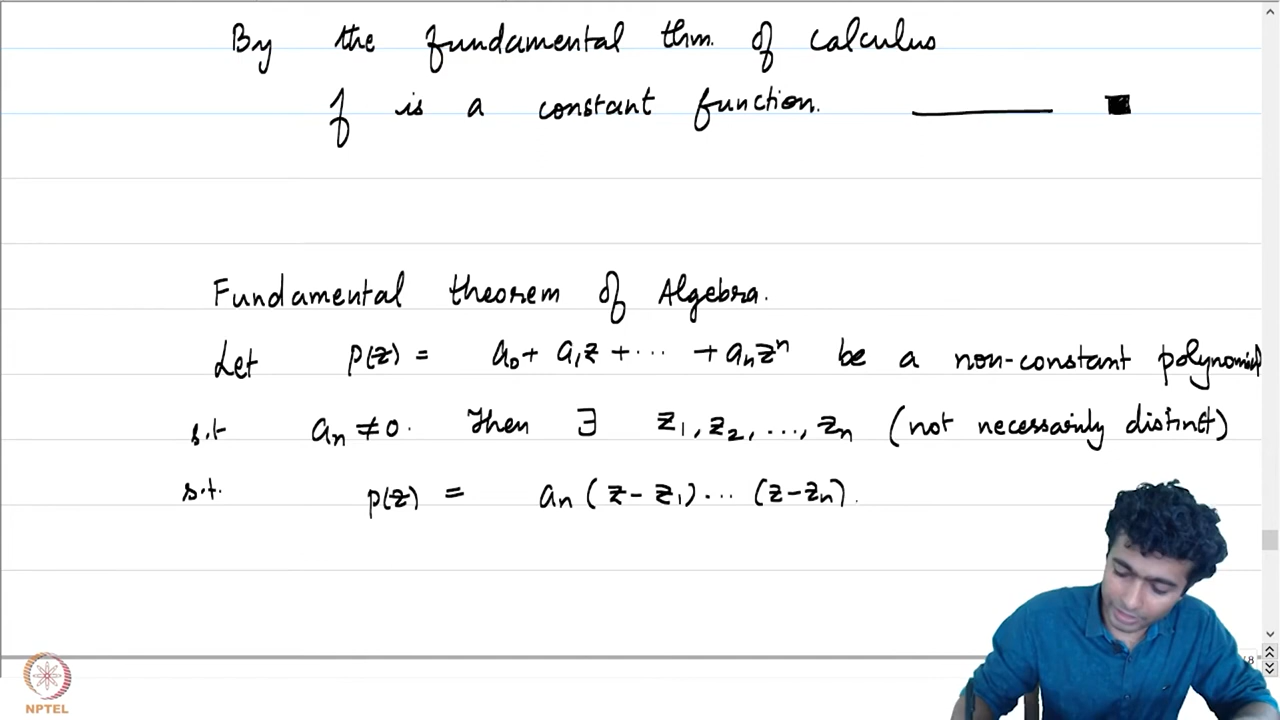 By the fundamental thm. of calculus
f is a constant function.
Fundamental theorem of Algebra.
Let p(z) = a₀ + a₁z + ⋯ + aₙzⁿ be a non-constant polynomial
s.t aₙ ≠ 0. Then ∃ z₁, z₂, ..., zₙ (not necessarily distinct)
s.t. p(z) = aₙ (z - z₁) ⋯ (z - zₙ).
NPTEL